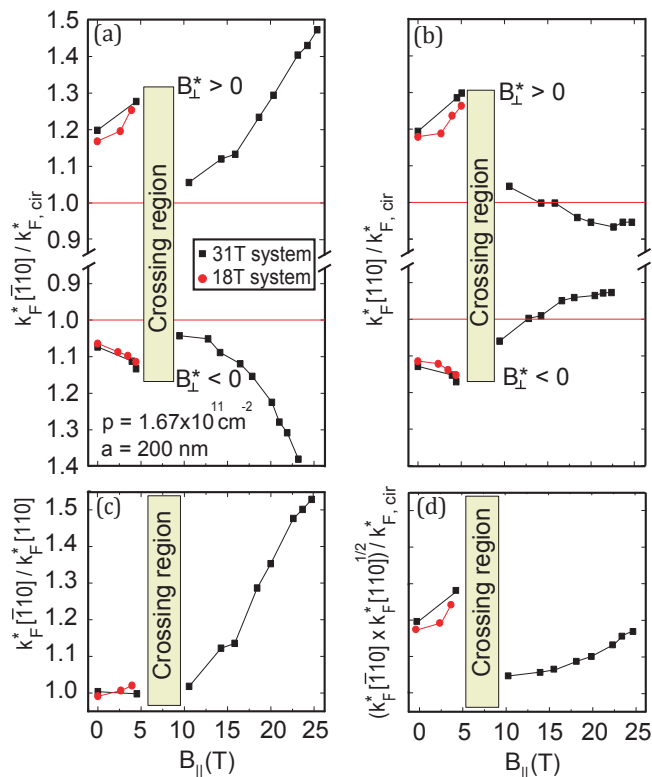 (a)
1.5
1.4
1.3
1.2
1.1
1.0
0.9
0.9
1.0
1.1
1.2
1.3
1.4
k*F[1̅10] / k*F, cir
B*⊥ > 0
Crossing region
31T system
18T system
B*⊥ < 0
p = 1.67x10^11 cm^-2
a = 200 nm
(b)
k*F[110] / k*F, cir
B*⊥ > 0
Crossing region
B*⊥ < 0
(c)
1.5
1.4
1.3
1.2
1.1
1.0
k*F[1̅10] / k*F[110]
Crossing region
0 5 10 15 20 25
B||(T)
(d)
(k*F[1̅10] x k*F[110])^1/2 / k*F, cir
Crossing region
0 5 10 15 20 25
B||(T)